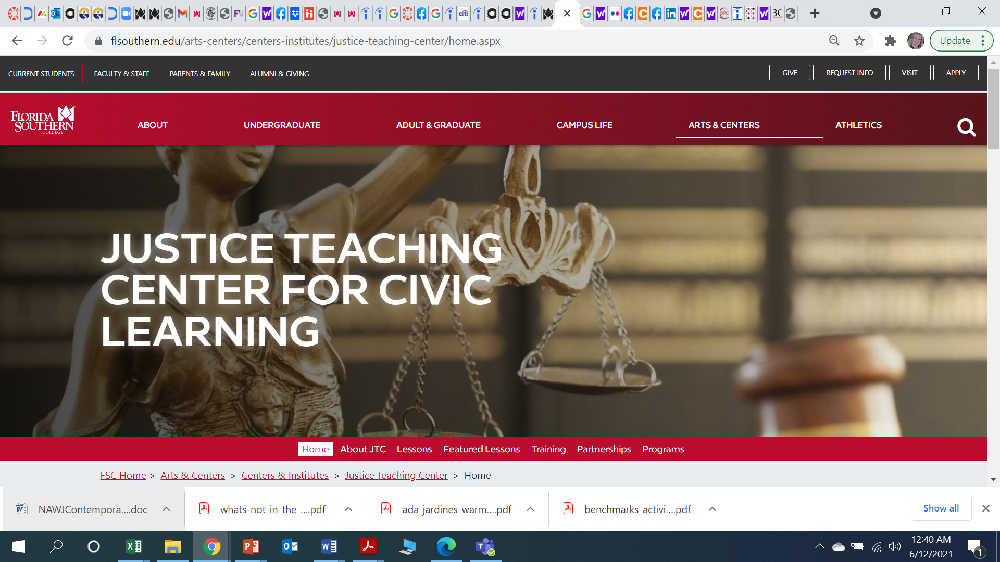 flsouthern.edu/arts-centers/centers-institutes/justice-teaching-center/home.aspx
Update
CURRENT STUDENTS
FACULTY & STAFF
PARENTS & FAMILY
ALUMNI & GIVING
GIVE
REQUEST INFO
VISIT
APPLY
FLORIDA
SOUTHERN
COLLEGE
ABOUT
UNDERGRADUATE
ADULT & GRADUATE
CAMPUS LIFE
ARTS & CENTERS
ATHLETICS
JUSTICE TEACHING
CENTER FOR CIVIC
LEARNING
Home
About JTC
Lessons
Featured Lessons
Training
Partnerships
Programs
FSC Home > Arts & Centers > Centers & Institutes > Justice Teaching Center > Home
NAWJContempora....doc
whats-not-in-the-....pdf
ada-jardines-warm....pdf
benchmarks-activi....pdf
Show all
12:40 AM
6/12/2021
1